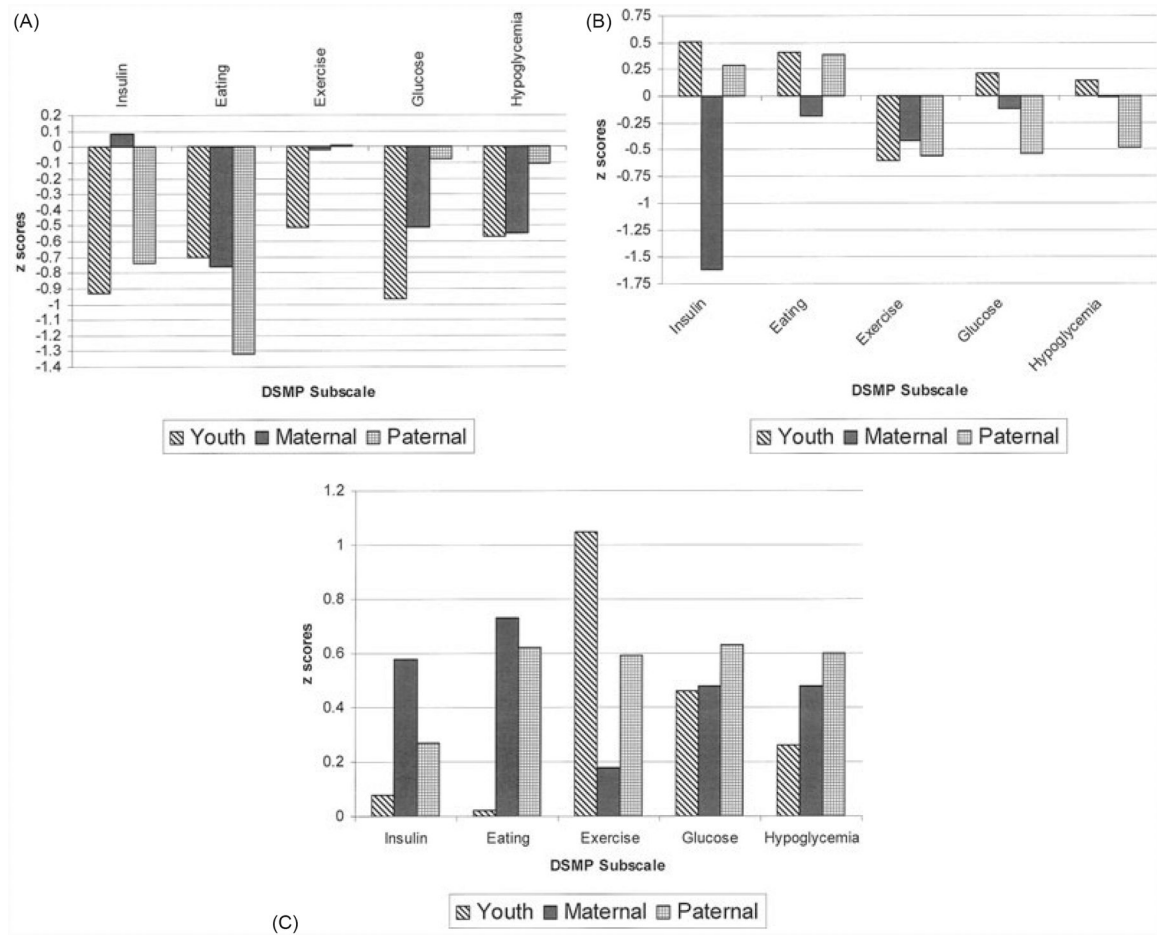 (A)
Insulin
Eating
Exercise
Glucose
Hypoglycemia
0.2
0.1
0
-0.1
-0.2
-0.3
-0.4
-0.5
-0.6
-0.7
-0.8
-0.9
-1
-1.1
-1.2
-1.3
-1.4
z scores
DSMP Subscale
Youth Maternal Paternal
(B)
0.75
0.5
0.25
0
-0.25
-0.5
-0.75
-1
-1.25
-1.5
-1.75
z scores
Insulin
Eating
Exercise
Glucose
Hypoglycemia
DSMP Subscale
Youth Maternal Paternal
1.2
1
0.8
0.6
0.4
0.2
0
z scores
Insulin Eating Exercise Glucose Hypoglycemia
DSMP Subscale
Youth Maternal Paternal
(C)